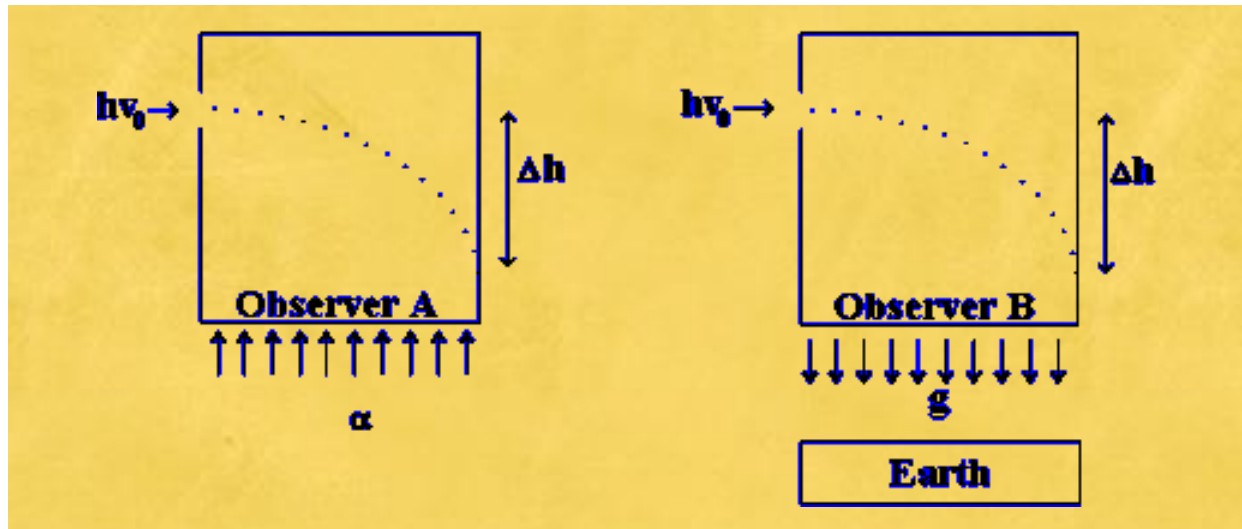 hν₀→
Δh
Observer A
α
hν₀→
Δh
Observer B
g
Earth